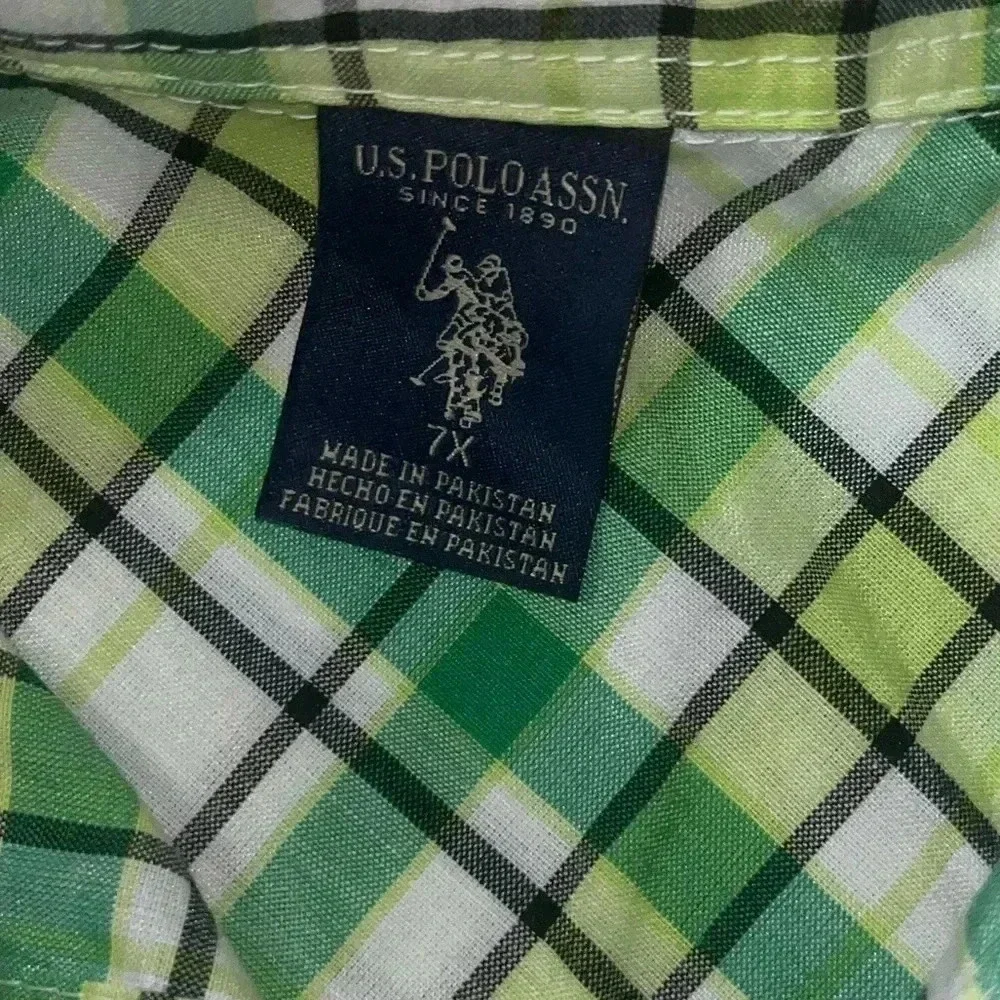 U.S. POLO ASSN.
SINCE 1890
7X
MADE IN PAKISTAN
HECHO EN PAKISTAN
FABRIQUE EN PAKISTAN